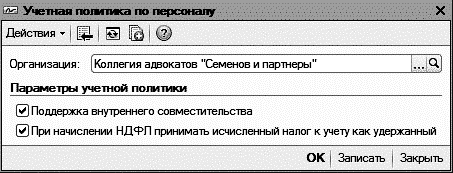 Учетная политика по персоналу
Действия
Организация: Коллегия адвокатов "Семенов и партнеры" ...
Параметры учетной политики
Поддержка внутреннего совместительства
При начислении НДФЛ принимать исчисленный налог к учету как удержанный
OK Записать Закрыть